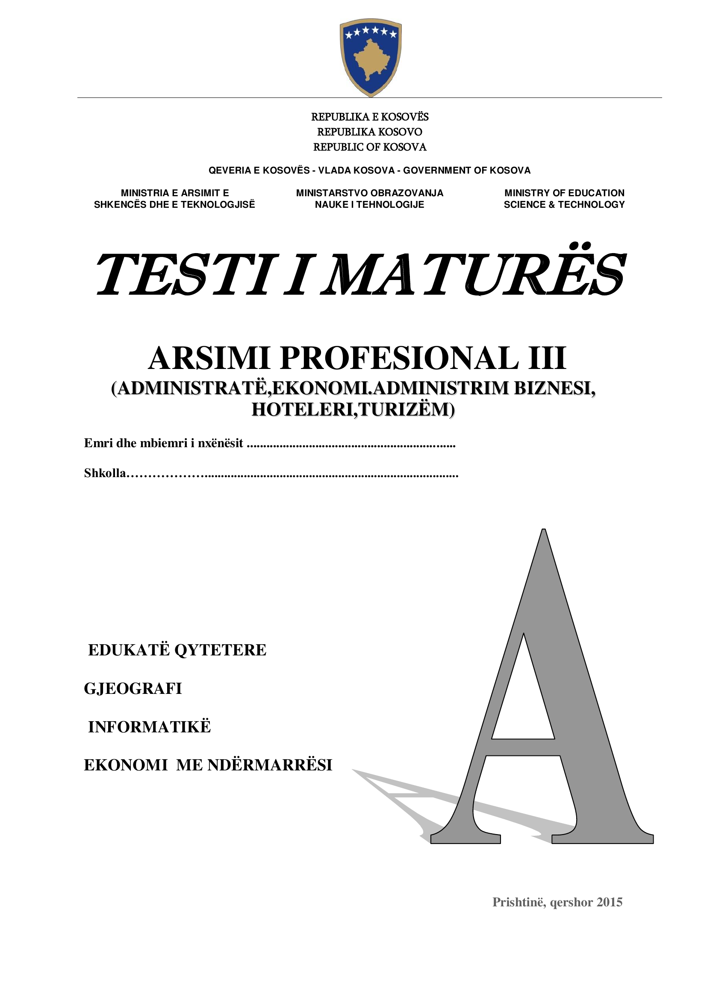 REPUBLIKA E KOSOVËS
REPUBLIKA KOSOVO
REPUBLIC OF KOSOVA
QEVERIA E KOSOVËS - VLADA KOSOVA - GOVERNMENT OF KOSOVA
MINISTRIA E ARSIMIT E
SHKENCËS DHE E TEKNOLOGJISË
MINISTARSTVO OBRAZOVANJA
NAUKE I TEHNOLOGIJE
MINISTRY OF EDUCATION
SCIENCE & TECHNOLOGY
TESTI I MATURËS
ARSIMI PROFESIONAL III
(ADMINISTRATË,EKONOMI.ADMINISTRIM BIZNESI,
HOTELERI,TURIZËM)
Emri dhe mbiemri i nxënësit ................................................................
Shkolla………………..............................................................................
EDUKATË QYTETERE
GJEOGRAFI
INFORMATIKË
EKONOMI ME NDËRMARRËSI
A
Prishtinë, qershor 2015